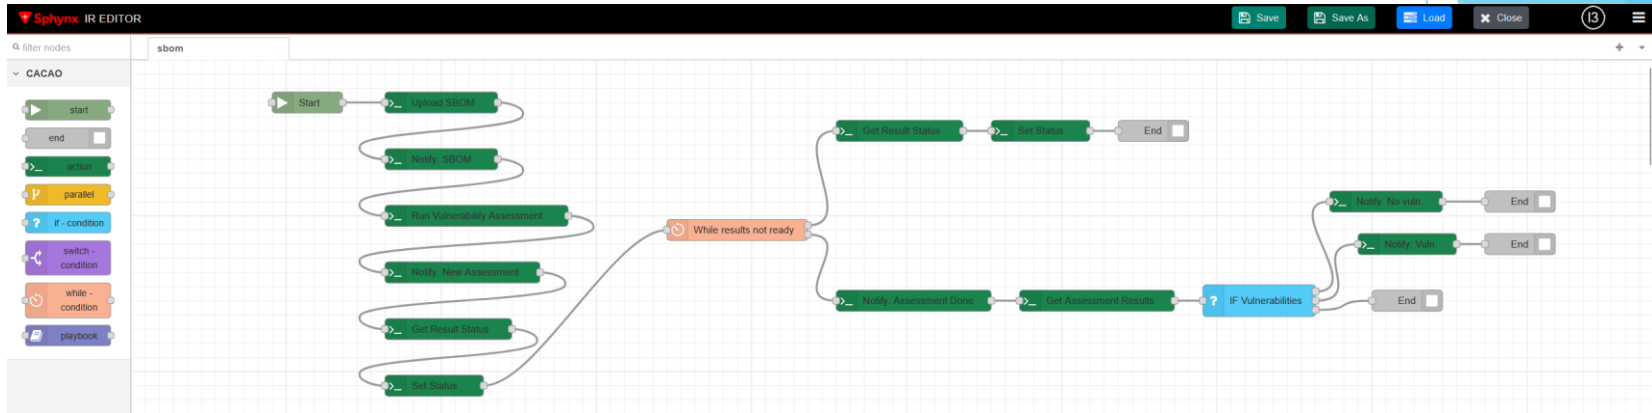 Sphynx IR EDITOR
Save
Save As
Load
Close
I3
filter nodes
sbom
CACAO
start
end
action
parallel
if - condition
switch -
condition
while -
condition
playbook
Start
Upload SBOM
Notify: SBOM
Run Vulnerability Assessment
Notify: New Assessment
Get Result Status
Set Status
While results not ready
Get Result Status
Set Status
End
Notify: Assessment Done
Get Assessment Results
IF Vulnerabilities
Notify: No vuln.
End
Notify: Vuln.
End
End